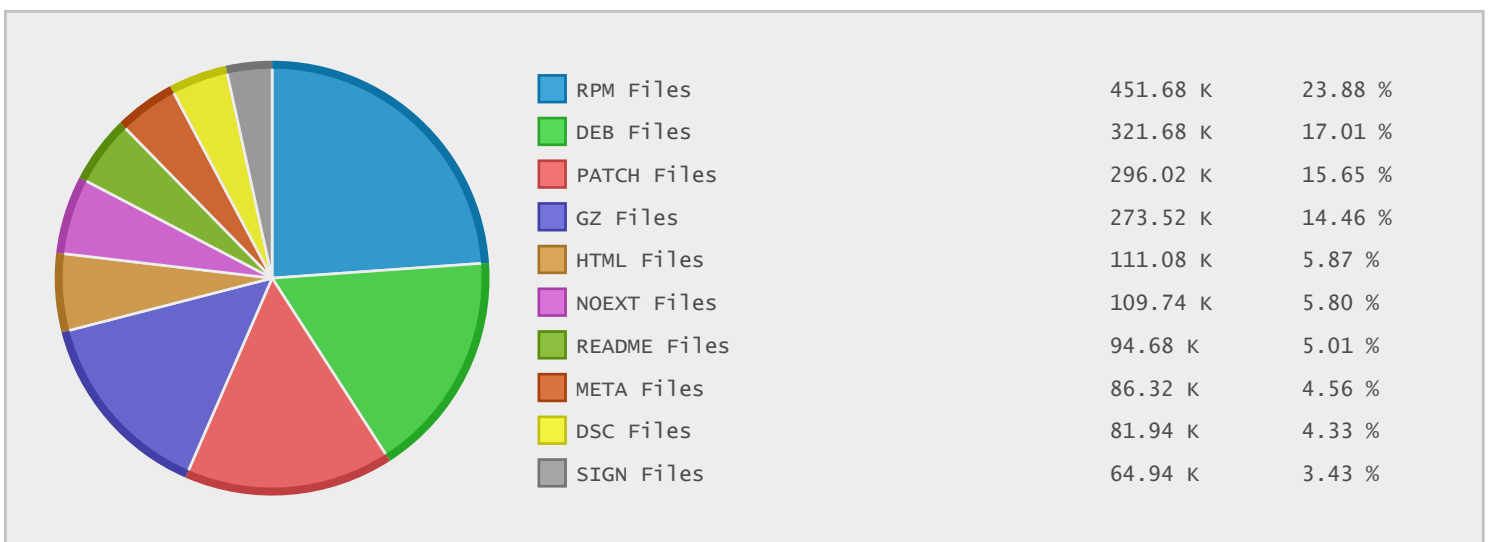 RPM Files 451.68 K 23.88 %
DEB Files 321.68 K 17.01 %
PATCH Files 296.02 K 15.65 %
GZ Files 273.52 K 14.46 %
HTML Files 111.08 K 5.87 %
NOEXT Files 109.74 K 5.80 %
README Files 94.68 K 5.01 %
META Files 86.32 K 4.56 %
DSC Files 81.94 K 4.33 %
SIGN Files 64.94 K 3.43 %